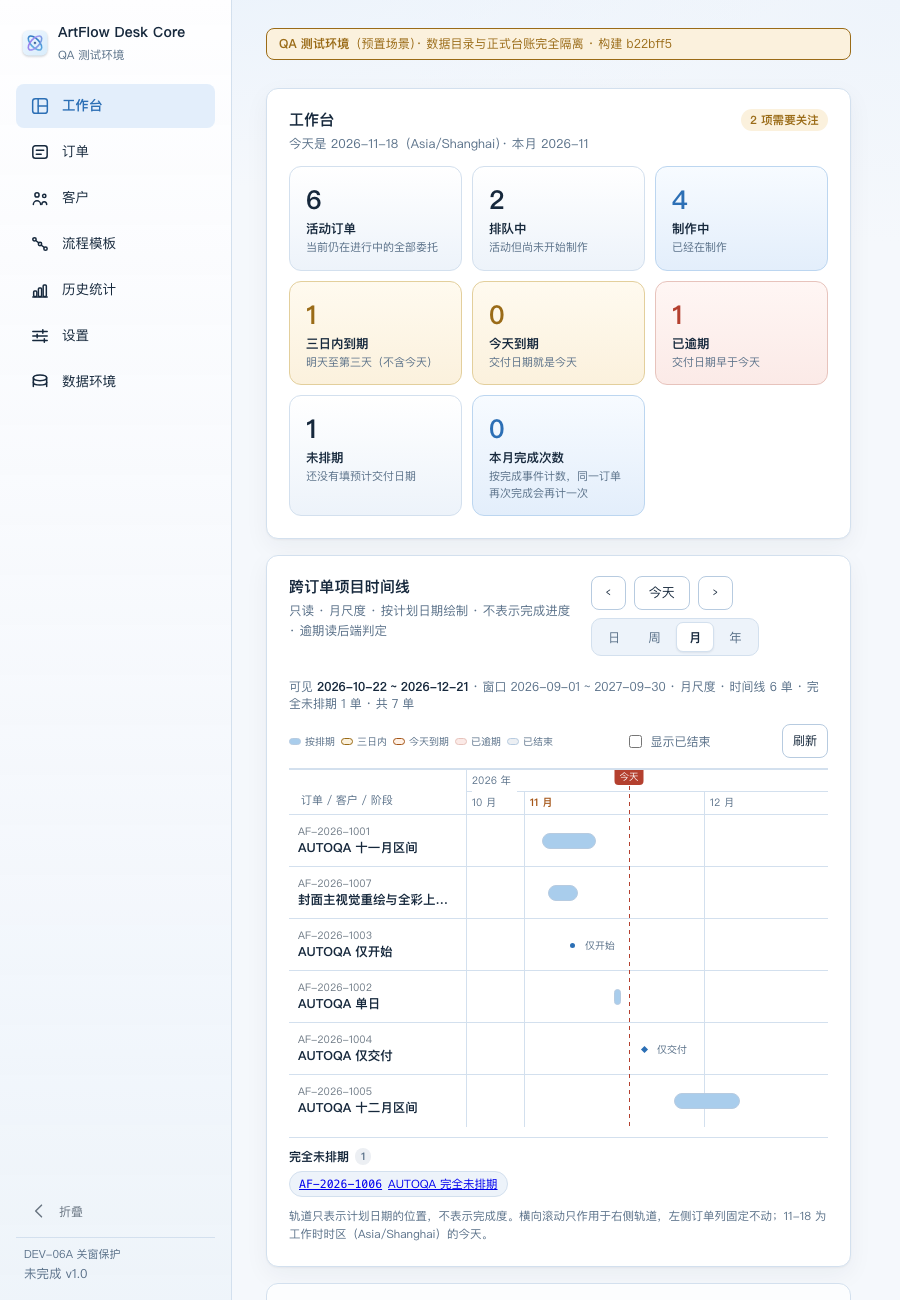 ArtFlow Desk Core
QA 测试环境
工作台
订单
客户
流程模板
历史统计
设置
数据环境
折叠
DEV-06A 关窗保护
未完成 v1.0
QA 测试环境（预置场景）· 数据目录与正式台账完全隔离 · 构建 b22bff5
工作台
2 项需要关注
今天是 2026-11-18（Asia/Shanghai）· 本月 2026-11
6
活动订单
当前仍在进行中的全部委托
2
排队中
活动但尚未开始制作
4
制作中
已经在制作
1
三日内到期
明天至第三天（不含今天）
0
今天到期
交付日期就是今天
1
已逾期
交付日期早于今天
1
未排期
还没有填预计交付日期
0
本月完成次数
按完成事件计数，同一订单
再次完成会再计一次
跨订单项目时间线
只读 · 月尺度 · 按计划日期绘制 · 不表示完成进度
· 逾期读后端判定
‹ 今天 ›
日 周 月 年
可见 2026-10-22 ~ 2026-12-21 · 窗口 2026-09-01 ~ 2027-09-30 · 月尺度 · 时间线 6 单 · 完
全未排期 1 单 · 共 7 单
按排期 三日内 今天到期 已逾期 已结束
显示已结束
刷新
订单 / 客户 / 阶段
2026 年
今天
10 月
11 月
12 月
AF-2026-1001
AUTOQA 十一月区间
AF-2026-1007
封面主视觉重绘与全彩上...
AF-2026-1003
AUTOQA 仅开始
仅开始
AF-2026-1002
AUTOQA 单日
AF-2026-1004
AUTOQA 仅交付
仅交付
AF-2026-1005
AUTOQA 十二月区间
完全未排期 1
AF-2026-1006 AUTOQA 完全未排期
轨道只表示计划日期的位置，不表示完成度。横向滚动只作用于右侧轨道，左侧订单列固定不动；11-18 为
工作时时区（Asia/Shanghai）的今天。